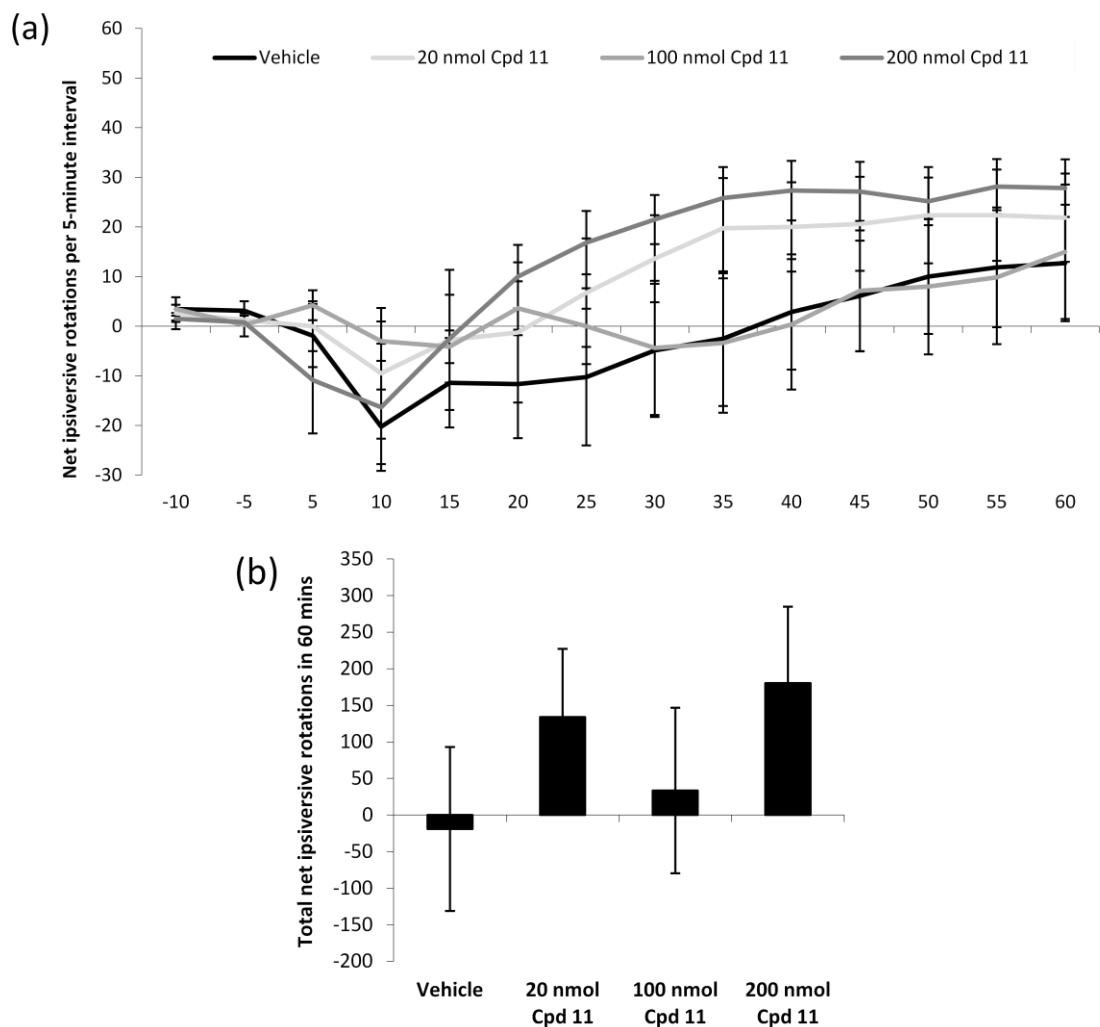 (a)
Vehicle 20 nmol Cpd 11 100 nmol Cpd 11 200 nmol Cpd 11
Net ipsiversive rotations per 5-minute interval
60
50
40
30
20
10
0
-10
-20
-30
-10 -5 5 10 15 20 25 30 35 40 45 50 55 60
(b)
Total net ipsiversive rotations in 60 mins
350
300
250
200
150
100
50
0
-50
-100
-150
-200
Vehicle 20 nmol 100 nmol 200 nmol
Cpd 11 Cpd 11 Cpd 11